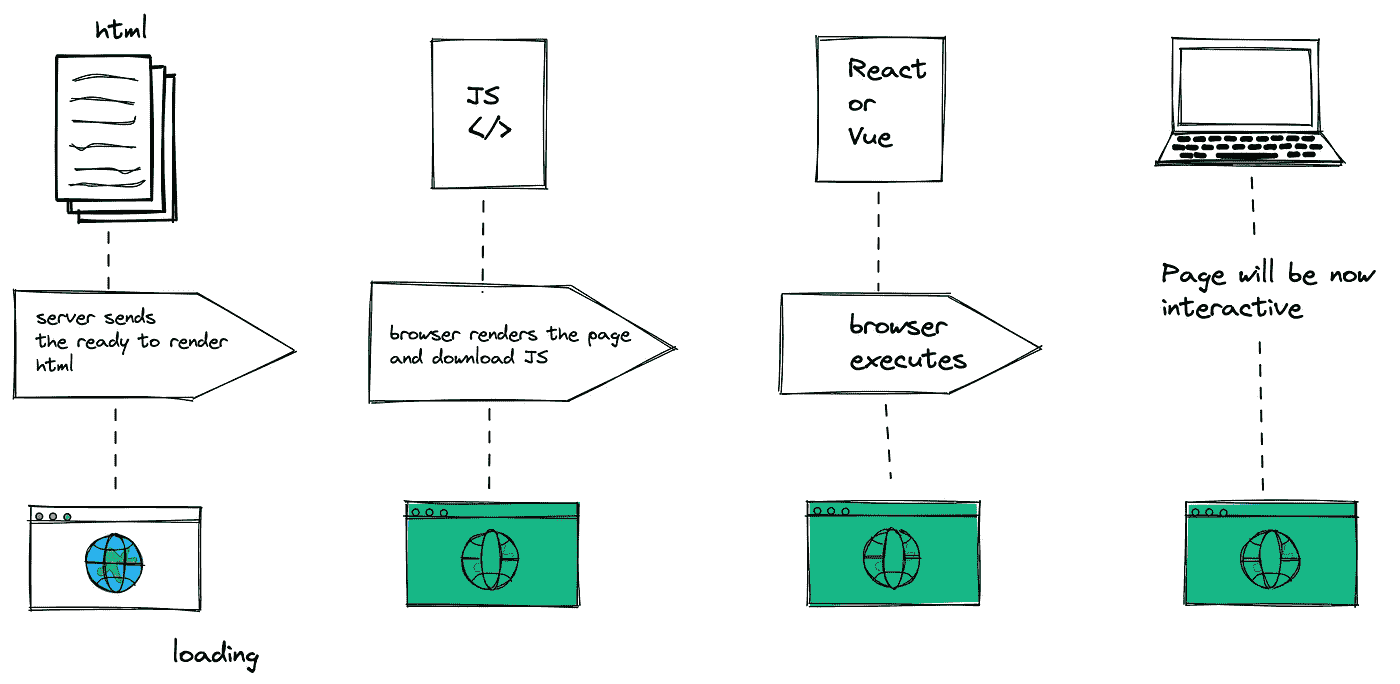 html
JS
</>
React
or
Vue
server sends
the ready to render
html
browser renders the page
and download JS
browser
executes
Page will be now
interactive
loading